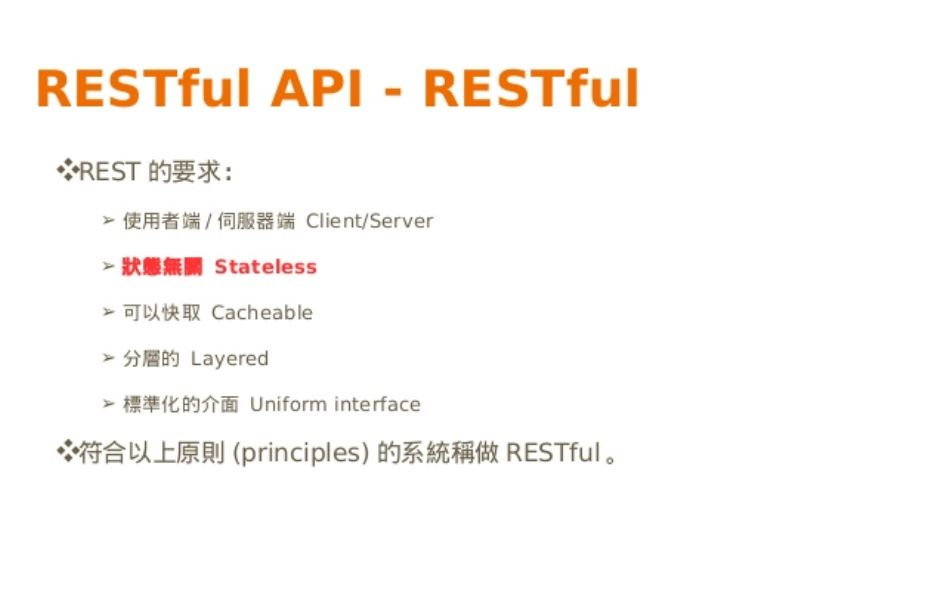 RESTful API - RESTful
❖REST 的要求：
➢ 使用者端 / 伺服器端 Client/Server
➢ 狀態無關 Stateless
➢ 可以快取 Cacheable
➢ 分層的 Layered
➢ 標準化的介面 Uniform interface
❖符合以上原則 (principles) 的系統稱做 RESTful 。